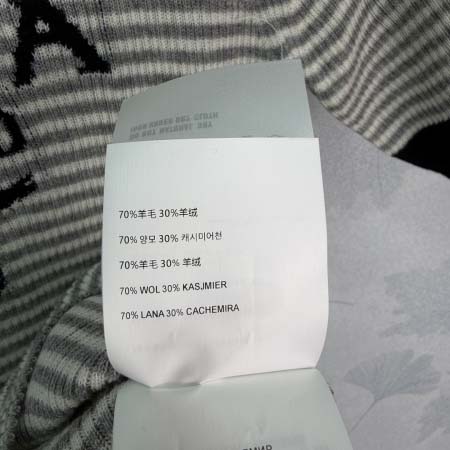 A
70%羊毛 30%羊绒
70% 양모 30% 캐시미어천
70%羊毛 30% 羊绒
70% WOL 30% KASJMIER
70% LANA 30% CACHEMIRA